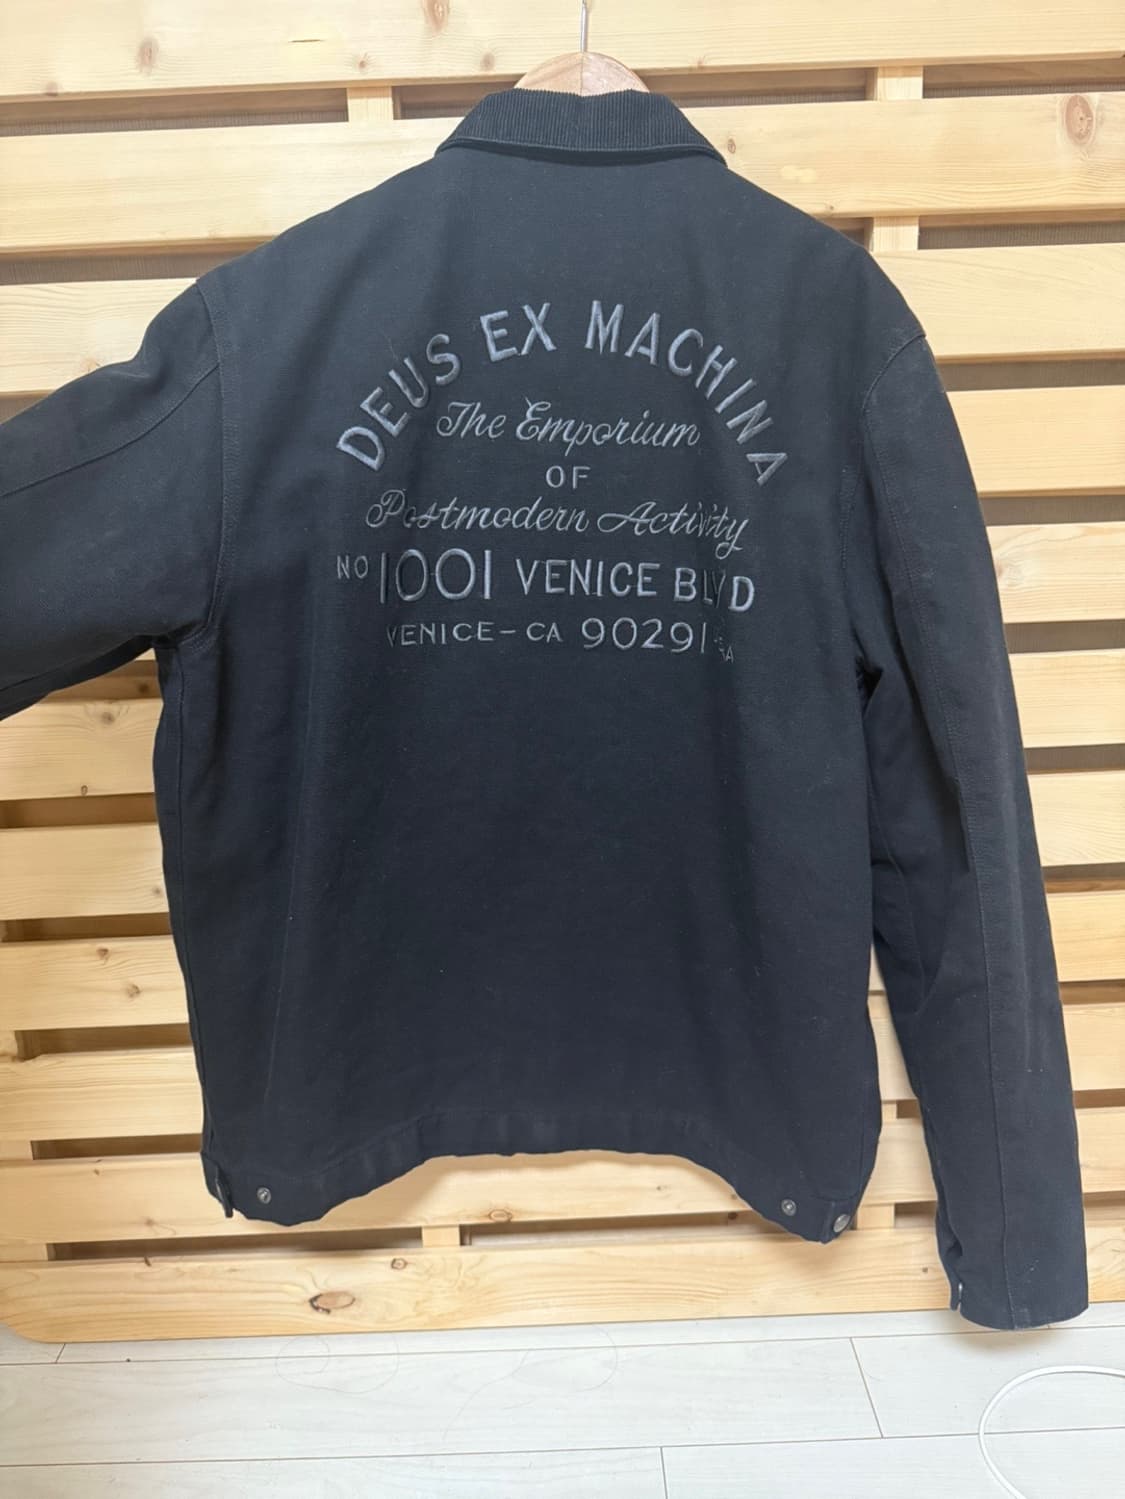 DEUS EX MACHINA
The Emporium
OF
Postmodern Activity
NO 1001 VENICE BLVD
VENICE-CA 90291